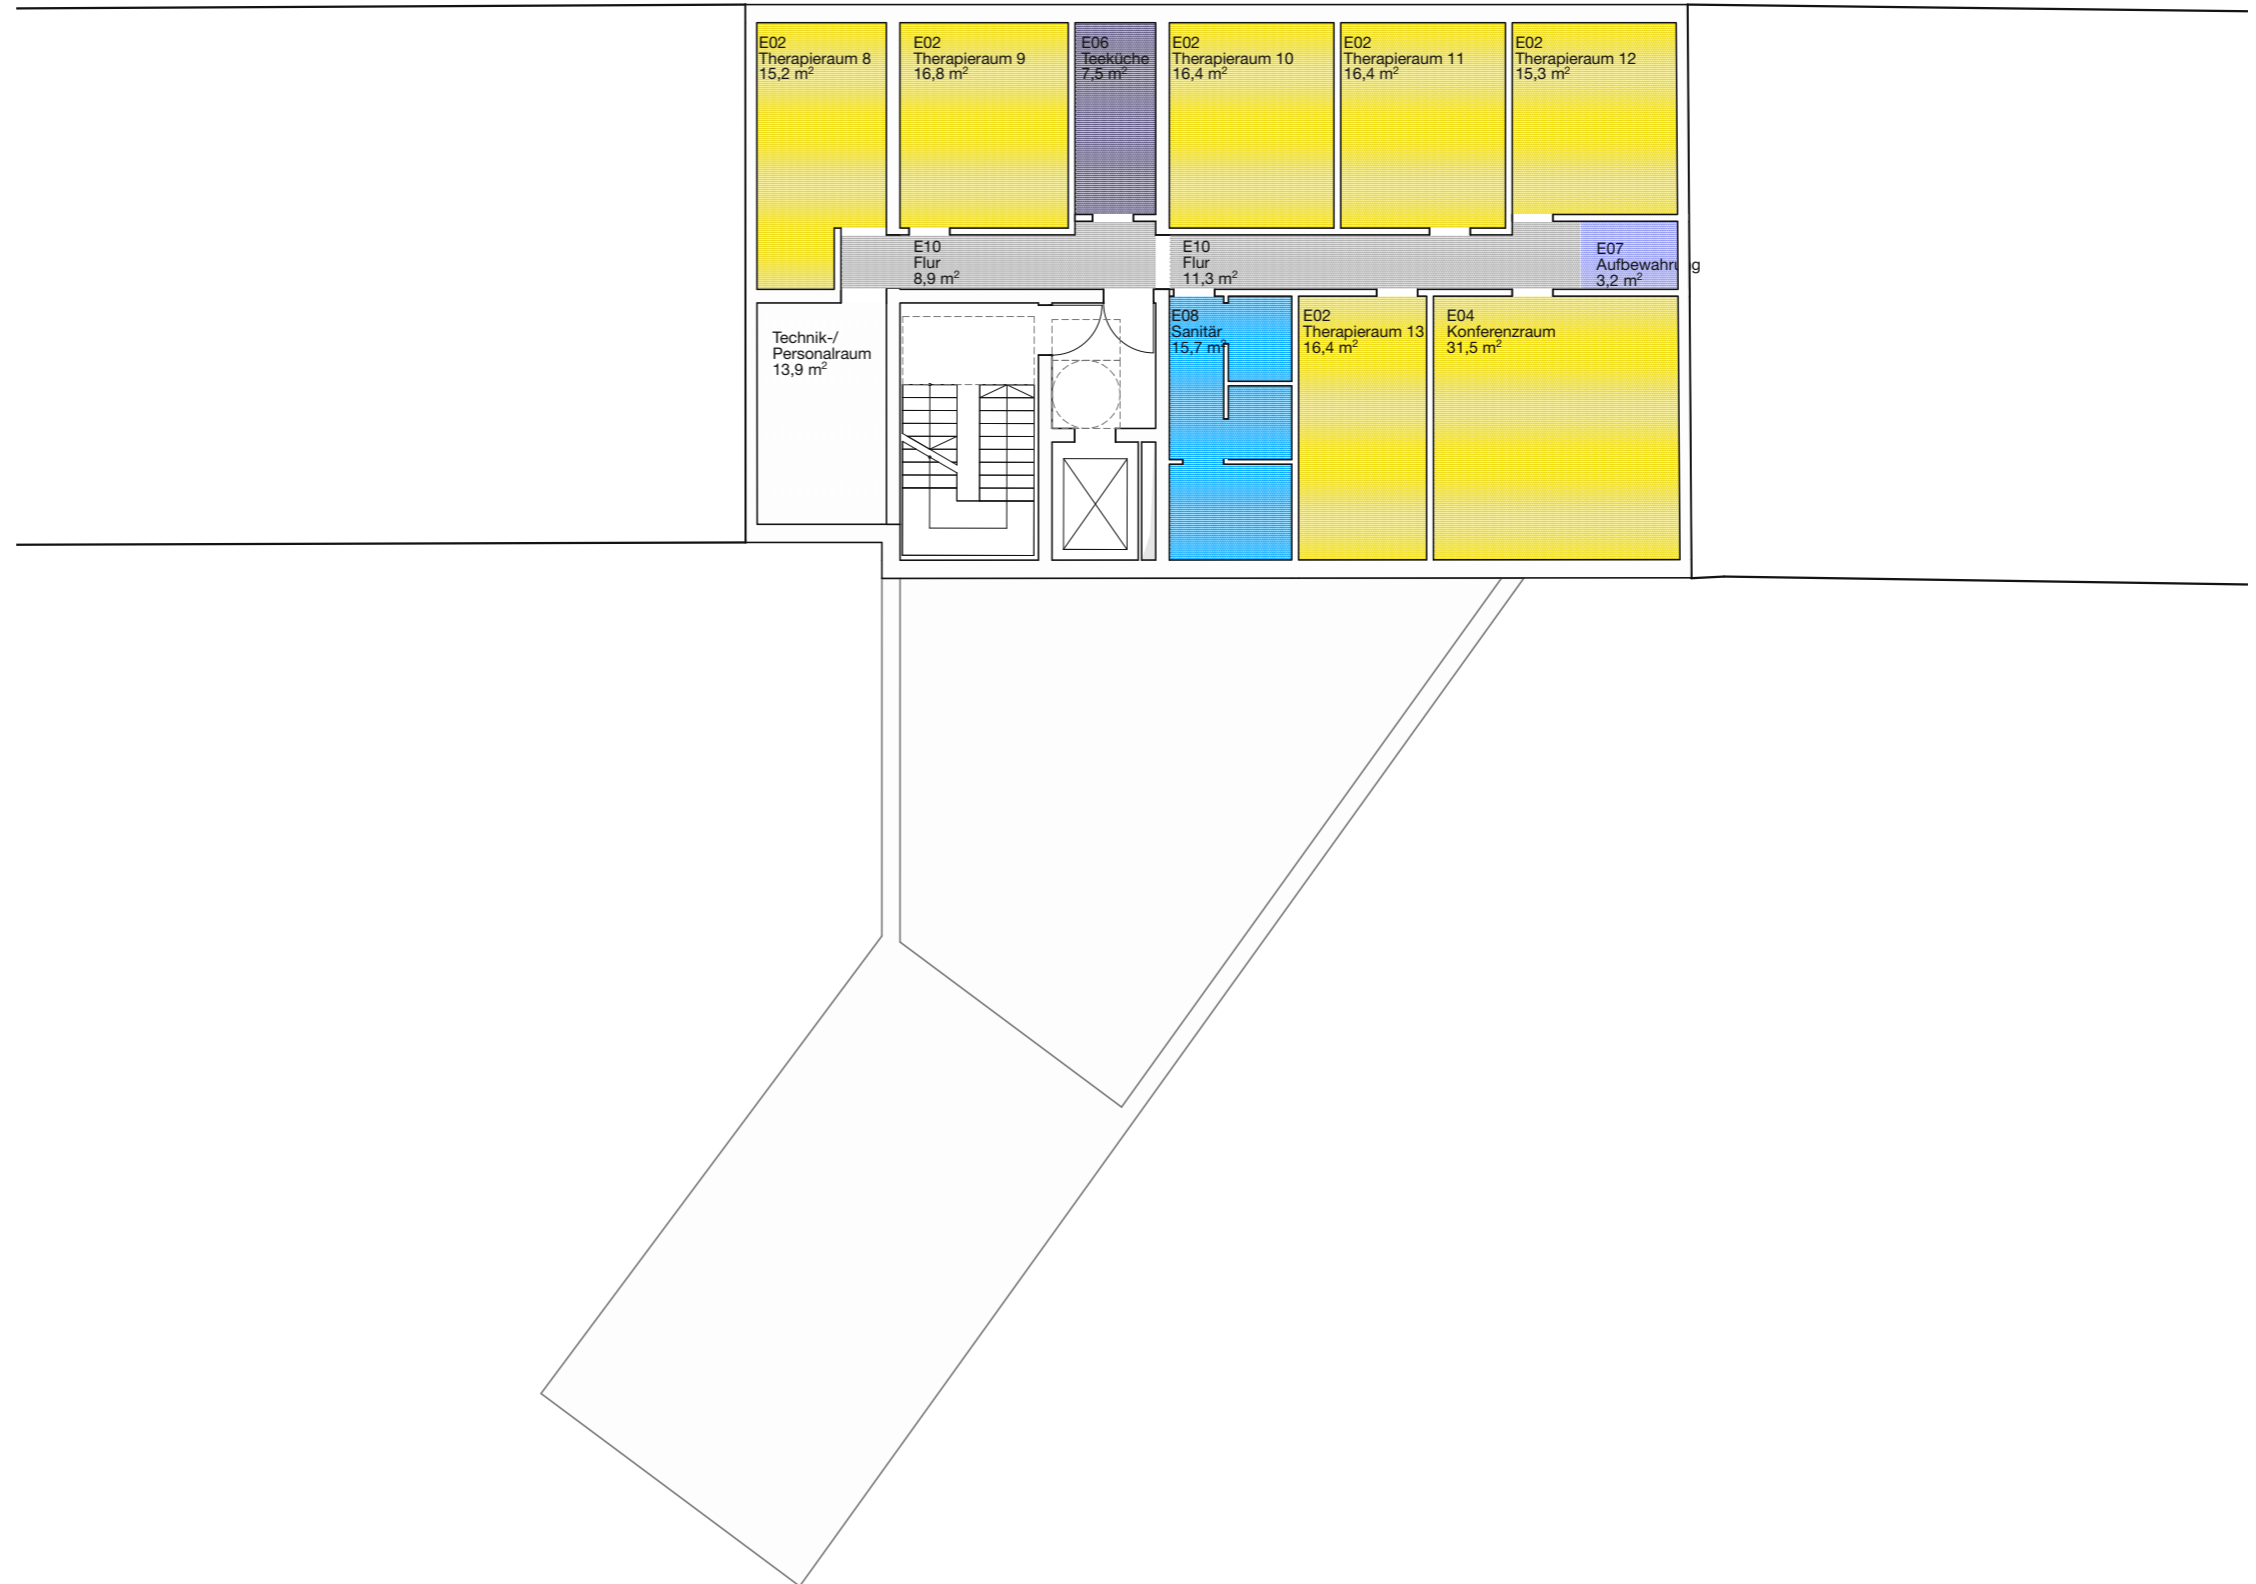 E02
Therapieraum 8
15,2 m²
E02
Therapieraum 9
16,8 m²
E06
Teeküche
7,5 m²
E02
Therapieraum 10
16,4 m²
E02
Therapieraum 11
16,4 m²
E02
Therapieraum 12
15,3 m²
E10
Flur
8,9 m²
E10
Flur
11,3 m²
E07
Aufbewahrung
3,2 m²
Technik-/
Personalraum
13,9 m²
E08
Sanitär
15,7 m²
E02
Therapieraum 13
16,4 m²
E04
Konferenzraum
31,5 m²